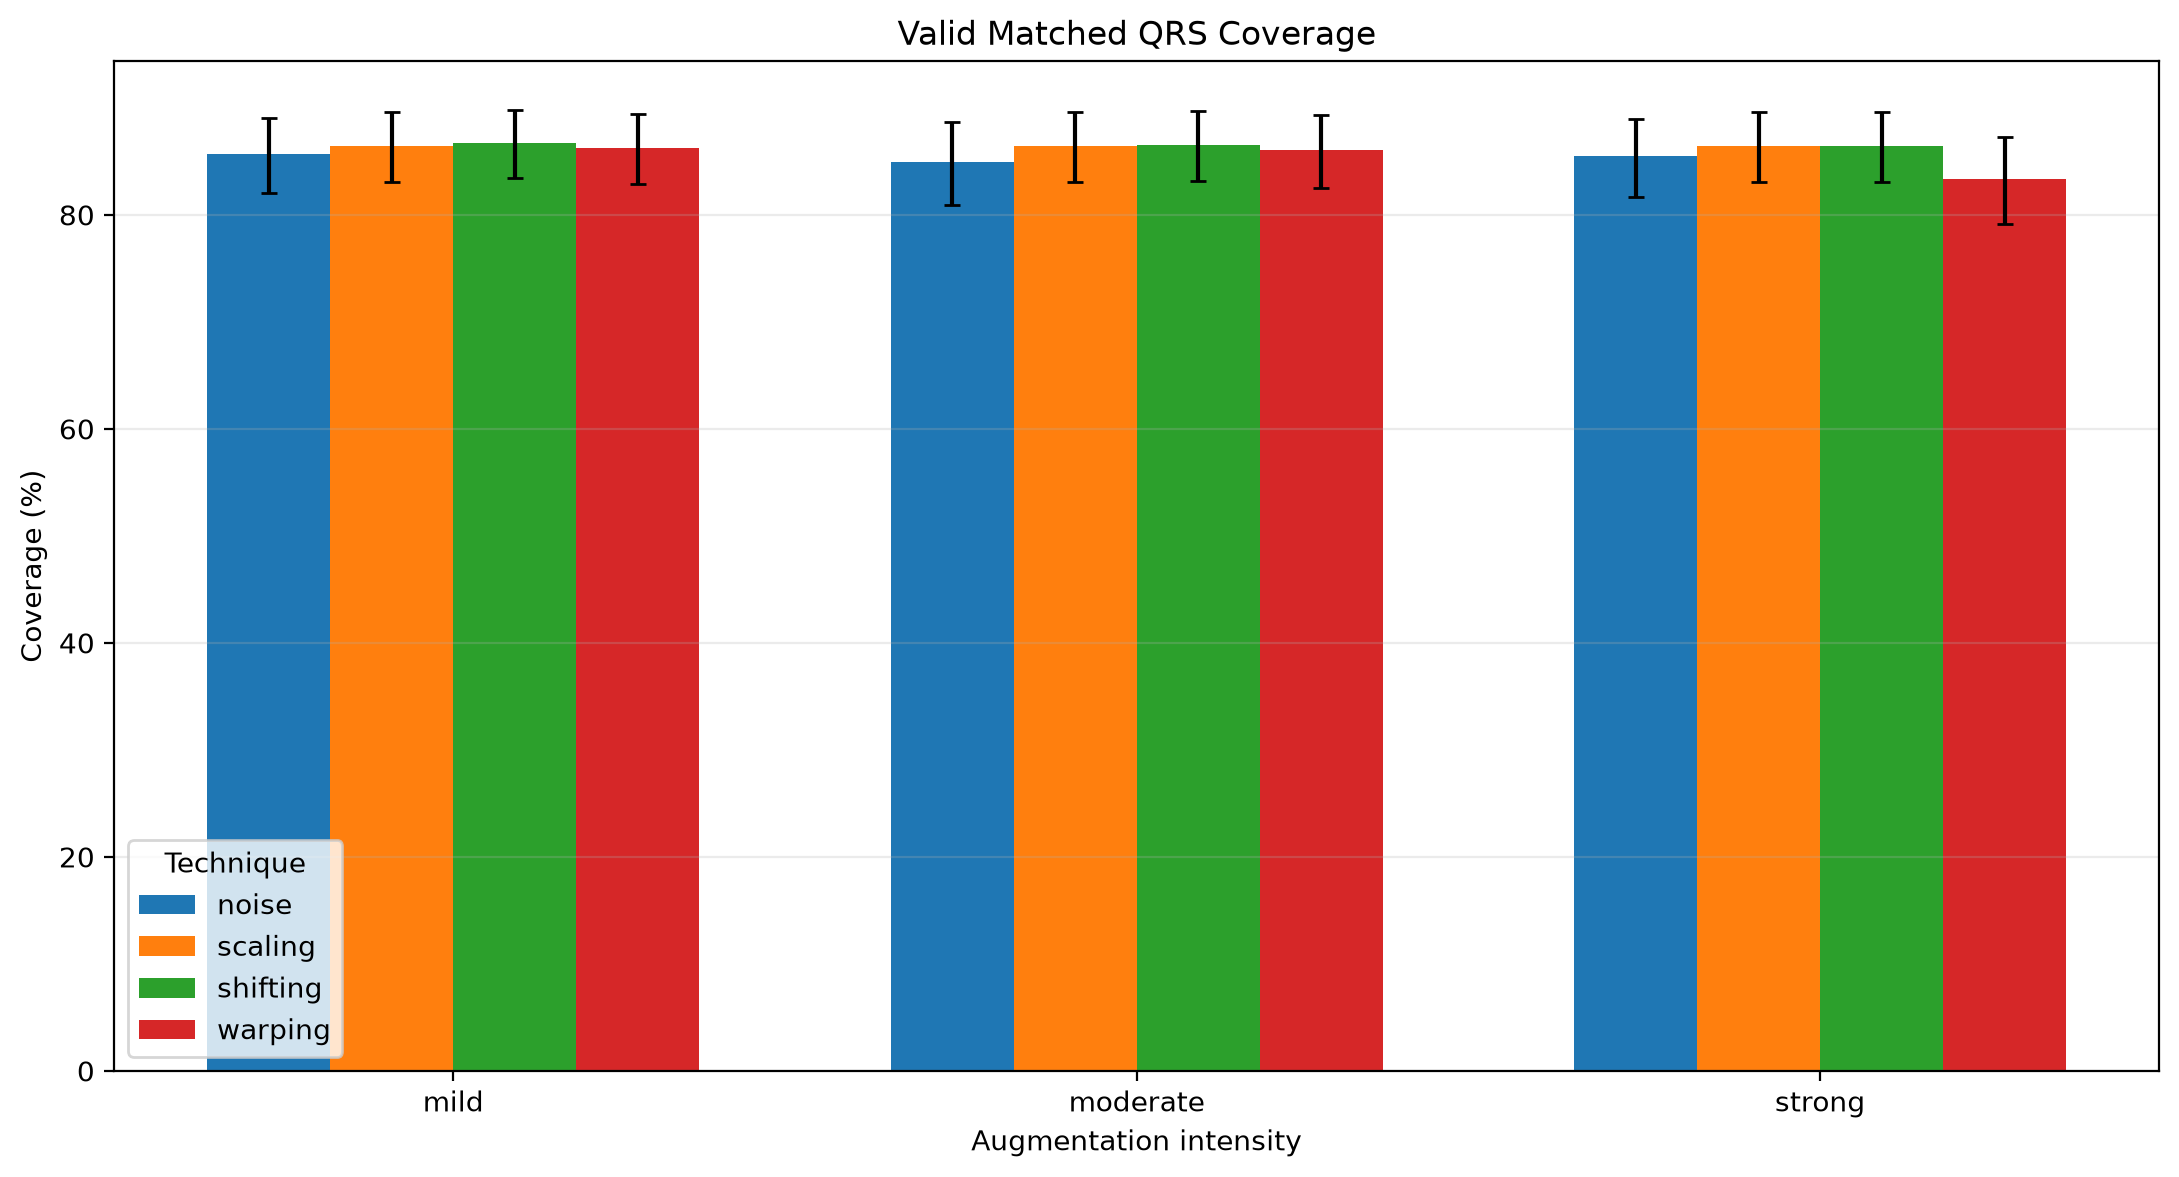 Valid Matched QRS Coverage
Coverage (%)
80
60
40
20
0
Technique
noise
scaling
shifting
warping
mild
moderate
strong
Augmentation intensity